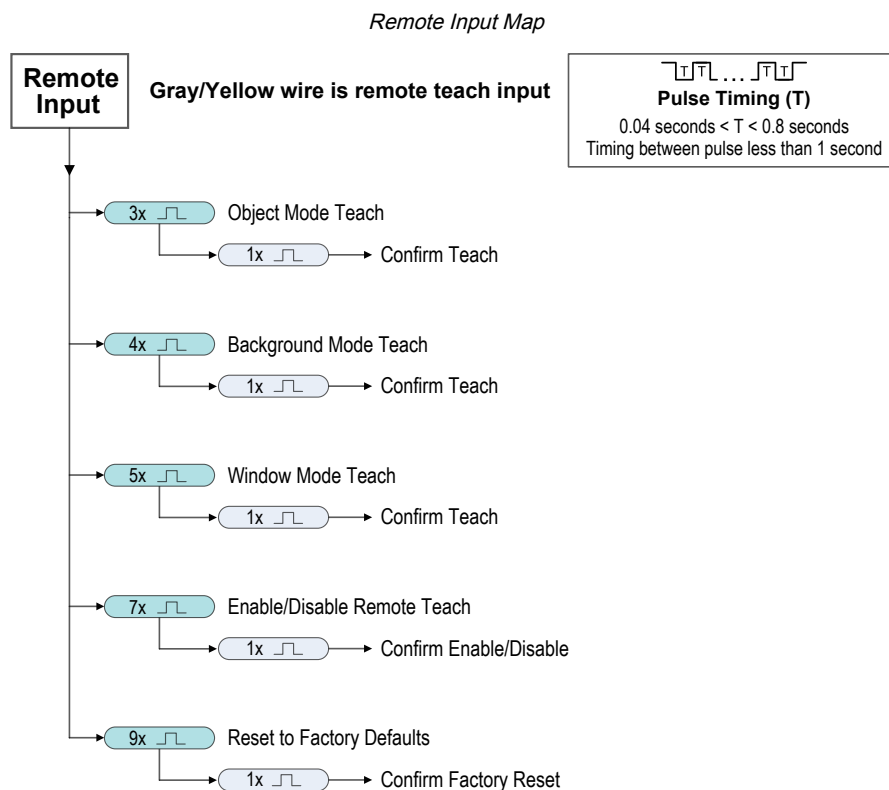 Remote Input Map
Remote
Input
Gray/Yellow wire is remote teach input
T T ... T T
Pulse Timing (T)
0.04 seconds < T < 0.8 seconds
Timing between pulse less than 1 second
3x Object Mode Teach
1x Confirm Teach
4x Background Mode Teach
1x Confirm Teach
5x Window Mode Teach
1x Confirm Teach
7x Enable/Disable Remote Teach
1x Confirm Enable/Disable
9x Reset to Factory Defaults
1x Confirm Factory Reset